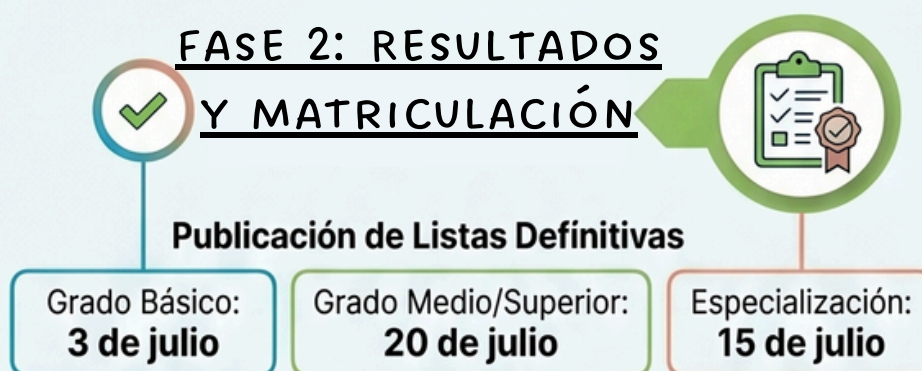 FASE 2: RESULTADOS
Y MATRICULACIÓN
Publicación de Listas Defínitivas
Grado Básico:
3 de julio
Grado Medio/Superior:
20 de julio
Especialización:
15 de julio